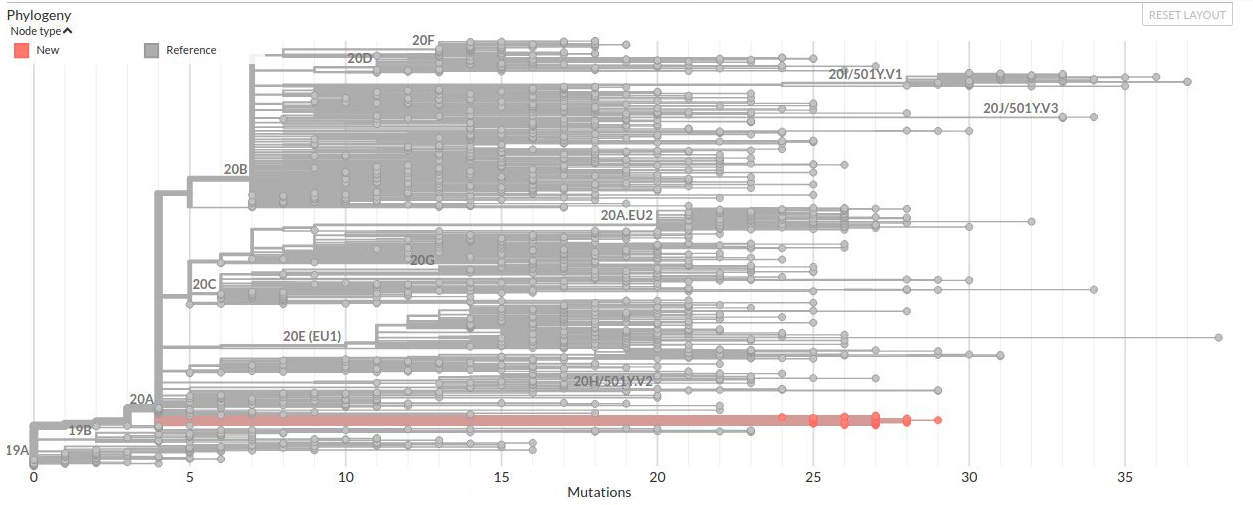 Phylogeny
RESET LAYOUT
Node type
New
Reference
20F
20D
20I/501Y.V1
20J/501Y.V3
20B
20A.EU2
20G
20C
20E (EU1)
20H/501Y.V2
20A
19B
19A
0 5 10 15 20 25 30 35
Mutations